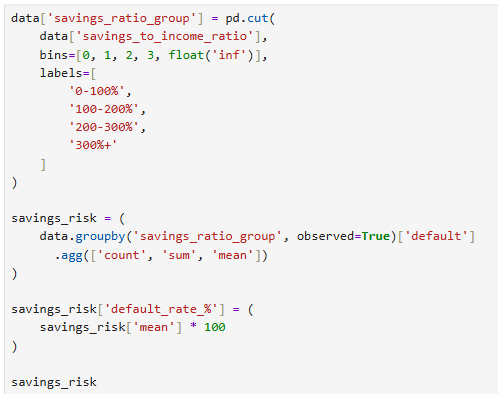 data['savings_ratio_group'] = pd.cut(
    data['savings_to_income_ratio'],
    bins=[0, 1, 2, 3, float('inf')],
    labels=[
        '0-100%',
        '100-200%',
        '200-300%',
        '300%+'
    ]
)

savings_risk = (
    data.groupby('savings_ratio_group', observed=True)['default']
      .agg(['count', 'sum', 'mean'])
)

savings_risk['default_rate_%'] = (
    savings_risk['mean'] * 100
)

savings_risk